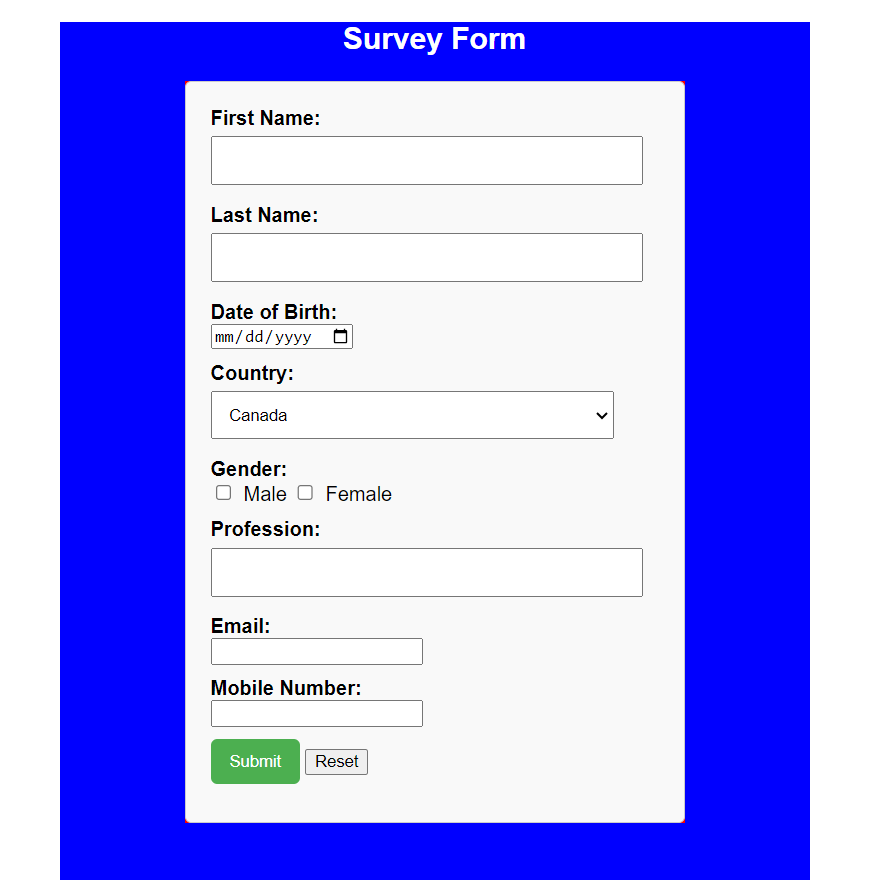 Survey Form
First Name:
Last Name:
Date of Birth:
mm/dd/yyyy
Country:
Canada
Gender:
Male Female
Profession:
Email:
Mobile Number:
Submit Reset